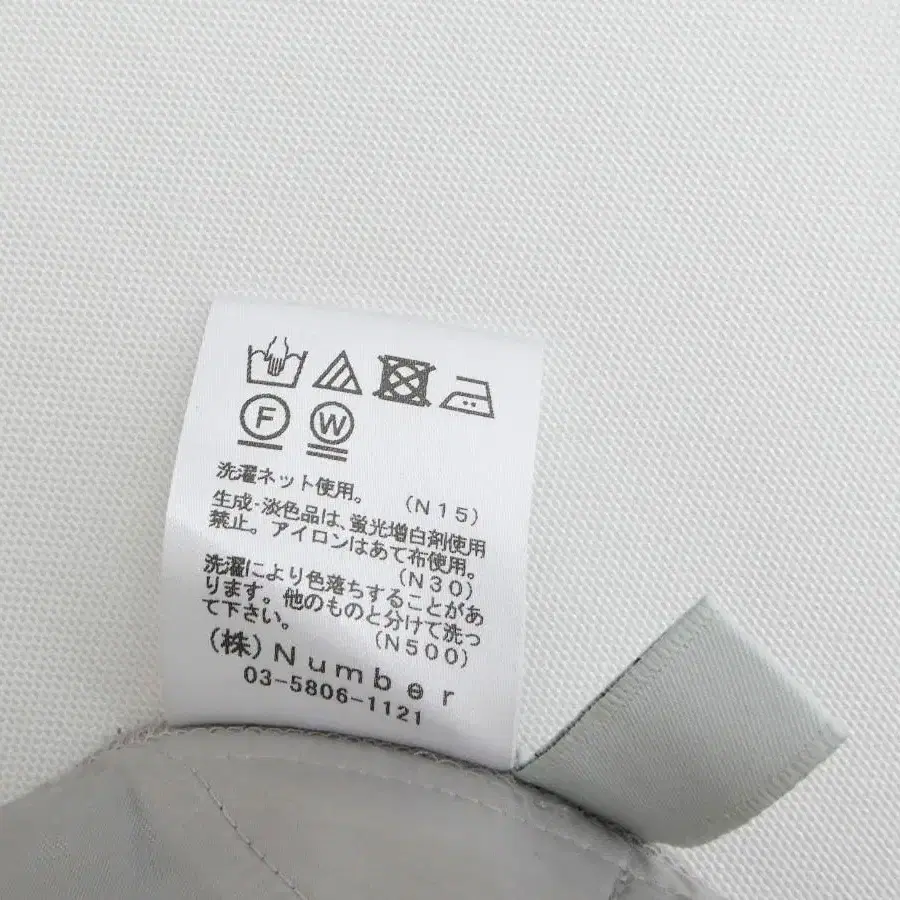 F W
洗濯ネット使用。 (N15)
生成・淡色品は、蛍光増白剤使用
禁止。アイロンはあて布使用。
(N30)
洗濯により色落ちすることがあ
ります。他のものと分けて洗っ
て下さい。 (N500)
(株)Number
03-5806-1121